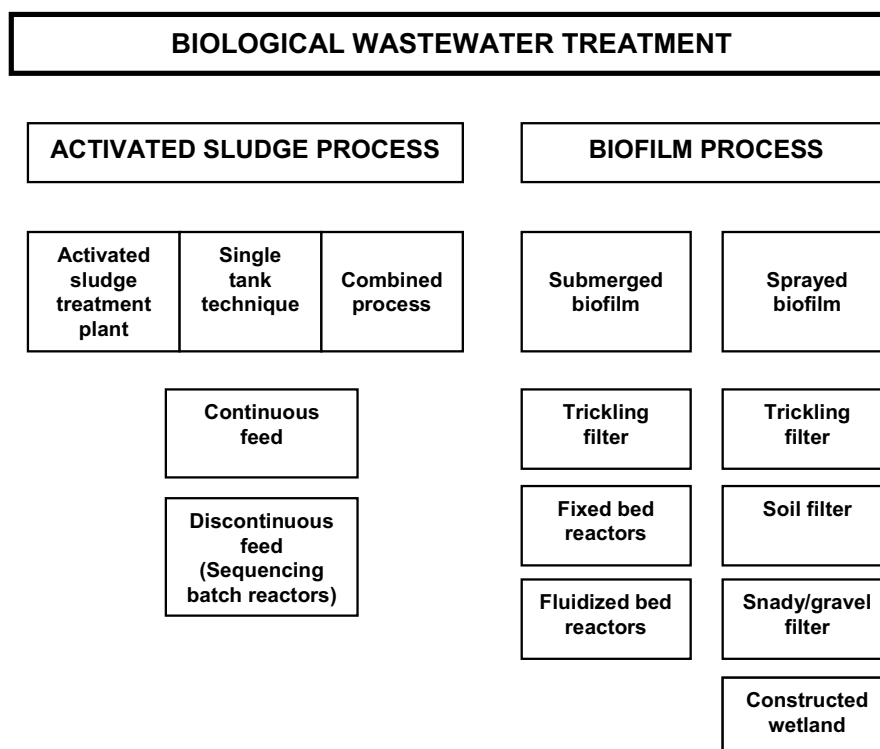 BIOLOGICAL WASTEWATER TREATMENT
ACTIVATED SLUDGE PROCESS
BIOFILM PROCESS
Activated
sludge
treatment
plant
Single
tank
technique
Combined
process
Submerged
biofilm
Sprayed
biofilm
Continuous
feed
Discontinuous
feed
(Sequencing
batch reactors)
Trickling
filter
Fixed bed
reactors
Fluidized bed
reactors
Trickling
filter
Soil filter
Snady/gravel
filter
Constructed
wetland